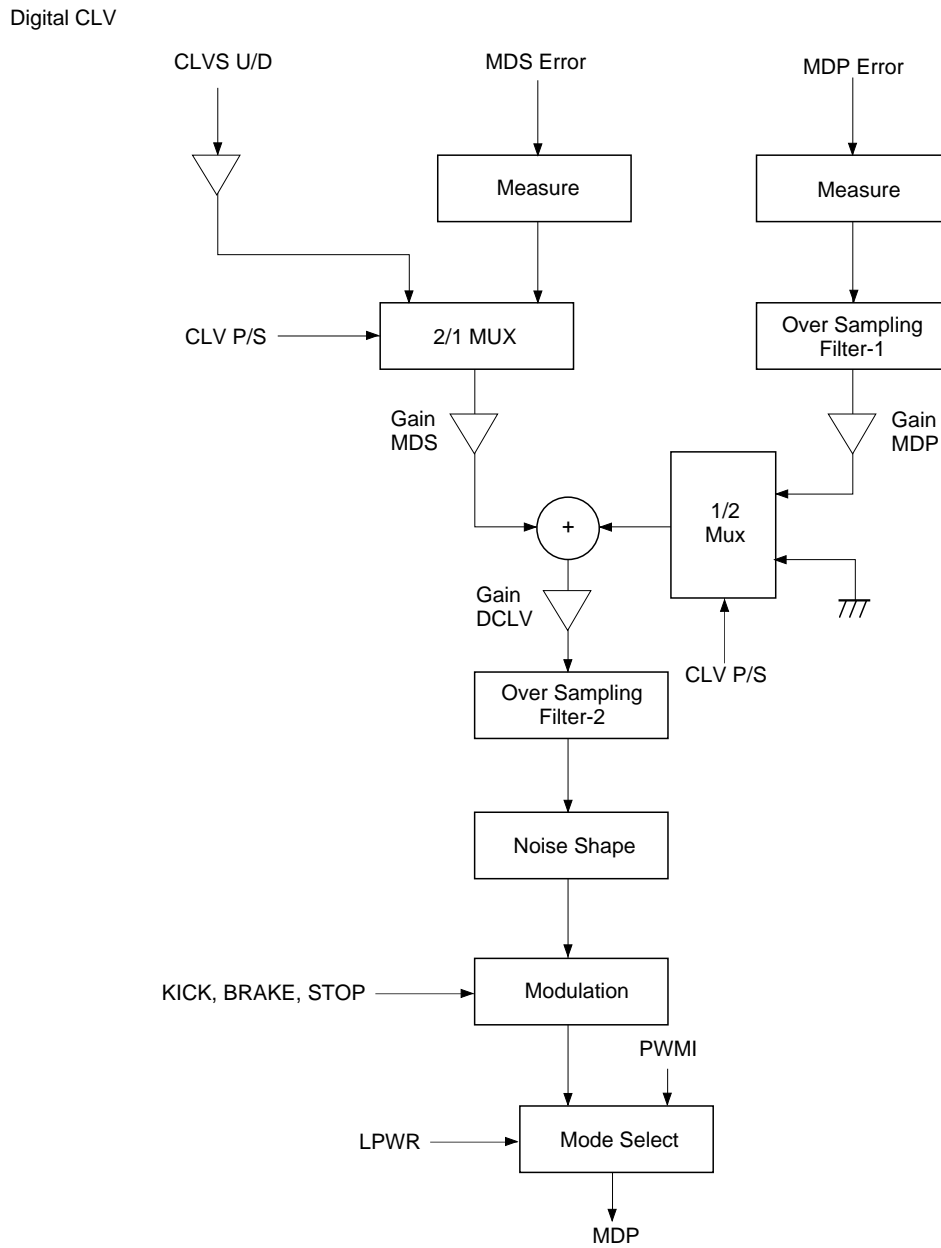 Digital CLV
CLVS U/D
MDS Error
MDP Error
Measure
Measure
CLV P/S
2/1 MUX
Over Sampling
Filter-1
Gain
MDS
Gain
MDP
1/2
Mux
+
Gain
DCLV
CLV P/S
Over Sampling
Filter-2
Noise Shape
KICK, BRAKE, STOP
Modulation
PWMI
LPWR
Mode Select
MDP